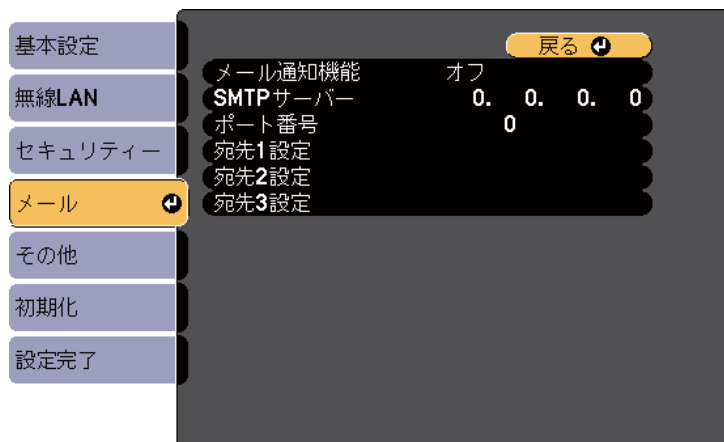 基本設定
無線LAN
セキュリティー
メール
その他
初期化
設定完了
戻る
メール通知機能 オフ
SMTPサーバー 0. 0. 0. 0
ポート番号 0
宛先1設定
宛先2設定
宛先3設定